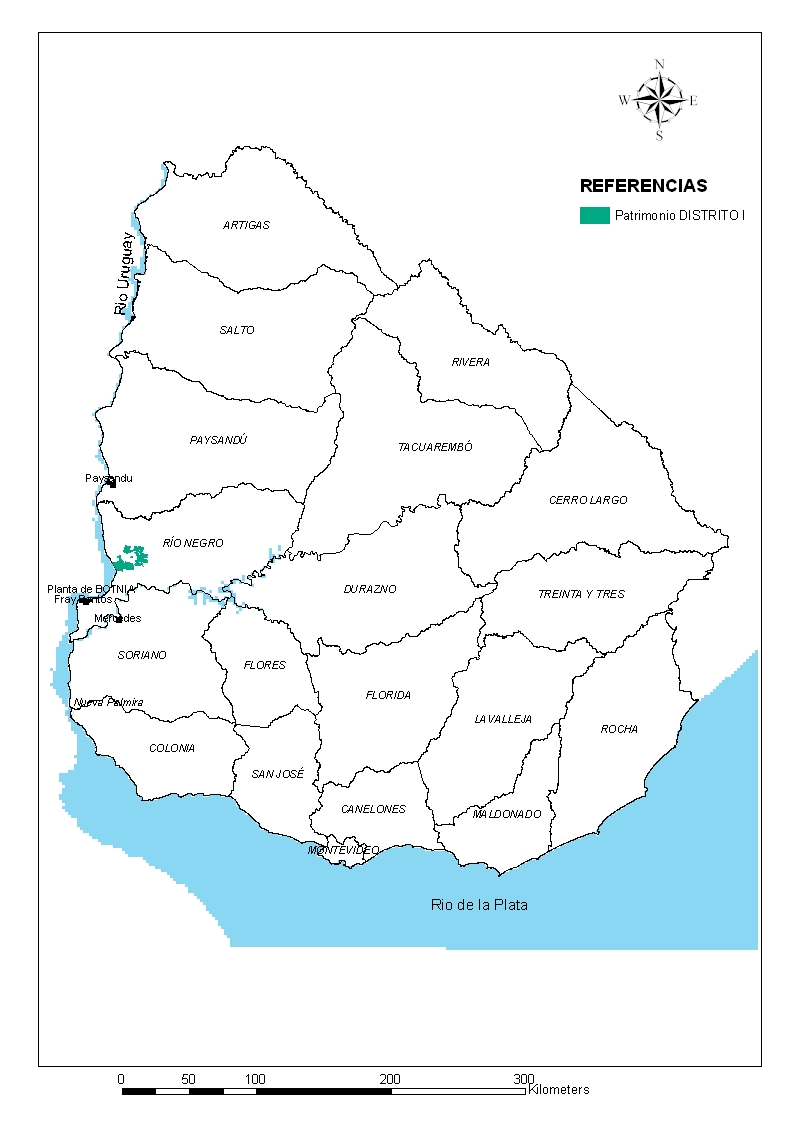 N
W E
S
REFERENCIAS
Patrimonio DISTRITO I
ARTIGAS
Rio Uruguay
SALTO
RIVERA
PAYSANDÚ
TACUAREMBÓ
Paysandu
CERRO LARGO
RÍO NEGRO
DURAZNO
Planta de BOTNIA
TREINTA Y TRES
Fray Bentos
Mercedes
SORIANO
FLORES
FLORIDA
Nueva Palmira
LAVALLEJA
ROCHA
COLONIA
SAN JOSÉ
CANELONES
MALDONADO
MONTEVIDEO
Rio de la Plata
0 50 100 200 300
Kilometers